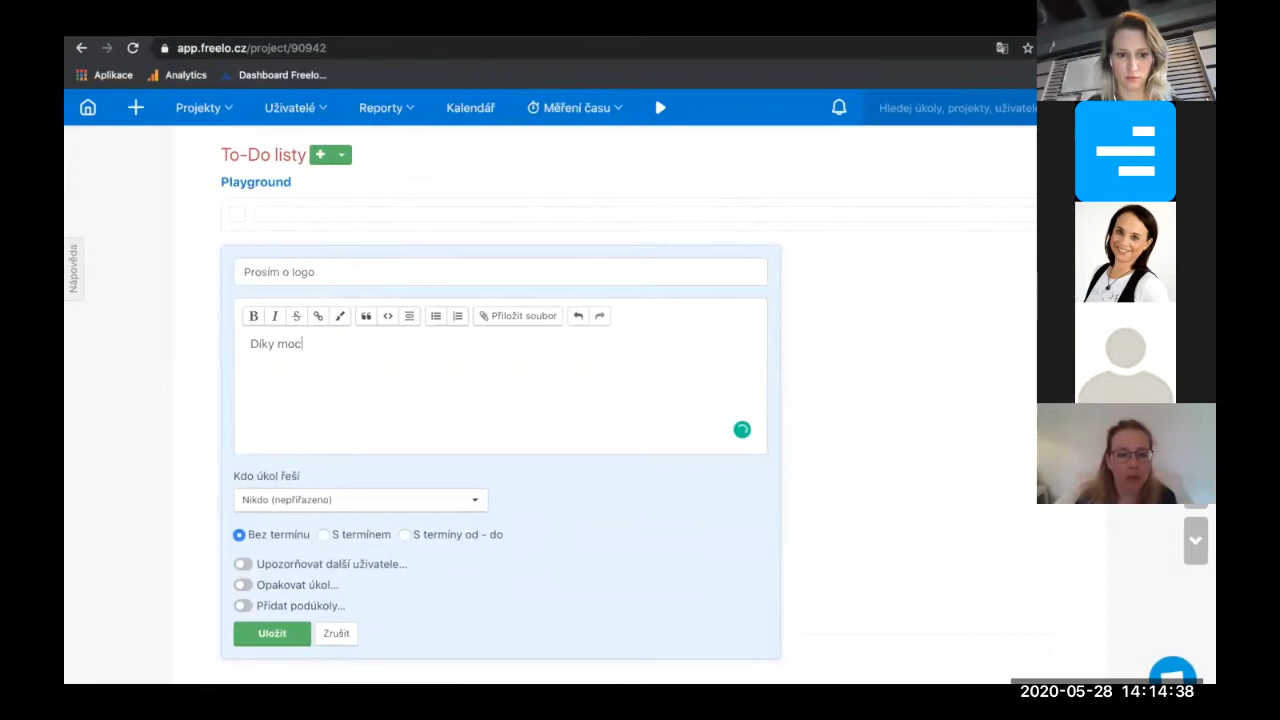 app.freelo.cz/project/90942
Aplikace Analytics Dashboard Freelo...
Projekty Uživatelé Reporty Kalendář Měření času Hledej úkoly, projekty, uživatele
To-Do listy
Playground
Nápověda
Prosím o logo
B I S Přiložit soubor
Díky moc
Kdo úkol řeší
Nikdo (nepřiřazeno)
Bez termínu S termínem S termíny od - do
Upozorňovat další uživatele...
Opakovat úkol...
Přidat podúkoly...
Uložit Zrušit
2020-05-28 14:14:38